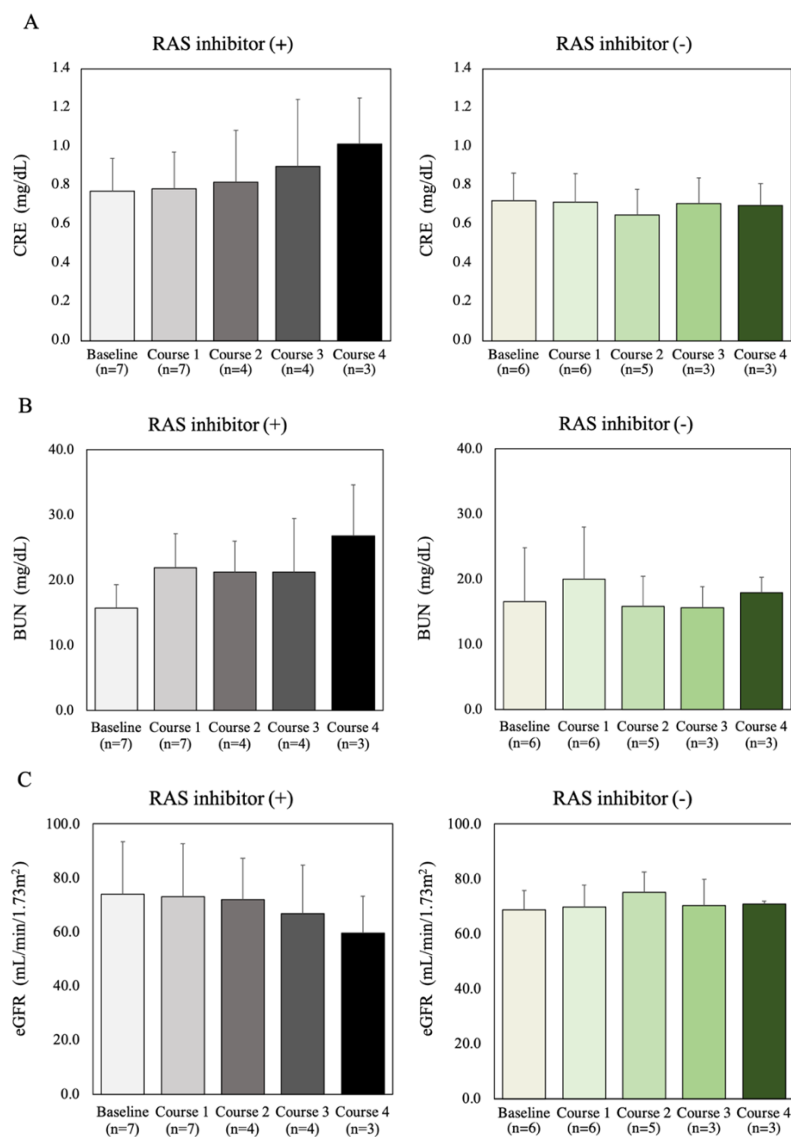 A
RAS inhibitor (+)
RAS inhibitor (-)
CRE (mg/dL)
1.4
1.2
1.0
0.8
0.6
0.4
0.2
0.0
Baseline Course 1 Course 2 Course 3 Course 4
(n=7) (n=7) (n=4) (n=4) (n=3)
CRE (mg/dL)
1.4
1.2
1.0
0.8
0.6
0.4
0.2
0.0
Baseline Course 1 Course 2 Course 3 Course 4
(n=6) (n=6) (n=5) (n=3) (n=3)
B
RAS inhibitor (+)
RAS inhibitor (-)
BUN (mg/dL)
40.0
30.0
20.0
10.0
0.0
Baseline Course 1 Course 2 Course 3 Course 4
(n=7) (n=7) (n=4) (n=4) (n=3)
BUN (mg/dL)
40.0
30.0
20.0
10.0
0.0
Baseline Course 1 Course 2 Course 3 Course 4
(n=6) (n=6) (n=5) (n=3) (n=3)
C
RAS inhibitor (+)
RAS inhibitor (-)
eGFR (mL/min/1.73m²)
100.0
80.0
60.0
40.0
20.0
0.0
Baseline Course 1 Course 2 Course 3 Course 4
(n=7) (n=7) (n=4) (n=4) (n=3)
eGFR (mL/min/1.73m²)
100.0
80.0
60.0
40.0
20.0
0.0
Baseline Course 1 Course 2 Course 3 Course 4
(n=6) (n=6) (n=5) (n=3) (n=3)